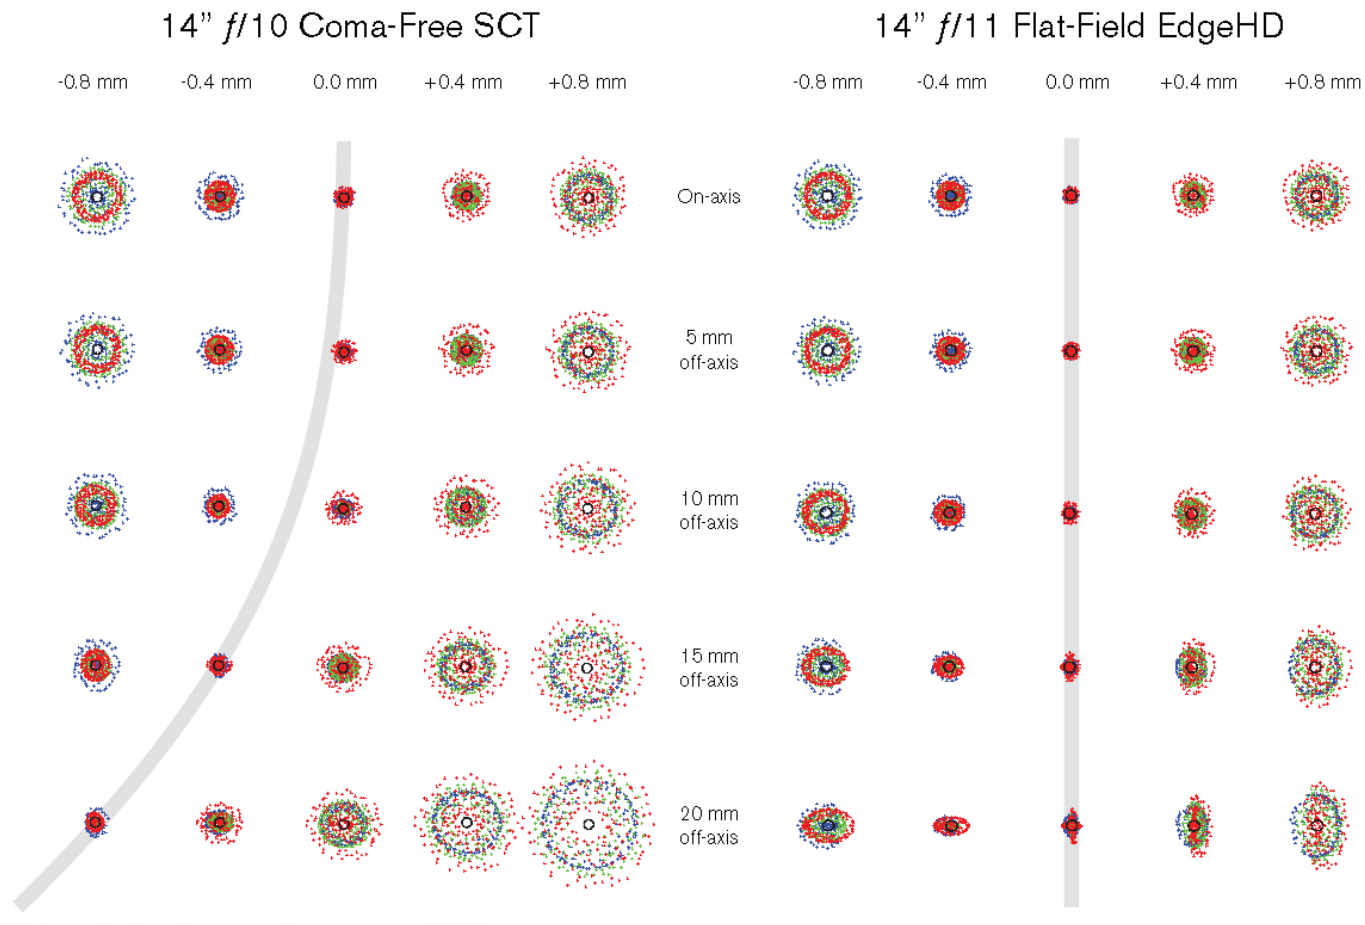 14” f/10 Coma-Free SCT
14” f/11 Flat-Field EdgeHD
-0.8 mm -0.4 mm 0.0 mm +0.4 mm +0.8 mm
-0.8 mm -0.4 mm 0.0 mm +0.4 mm +0.8 mm
On-axis
5 mm
off-axis
10 mm
off-axis
15 mm
off-axis
20 mm
off-axis